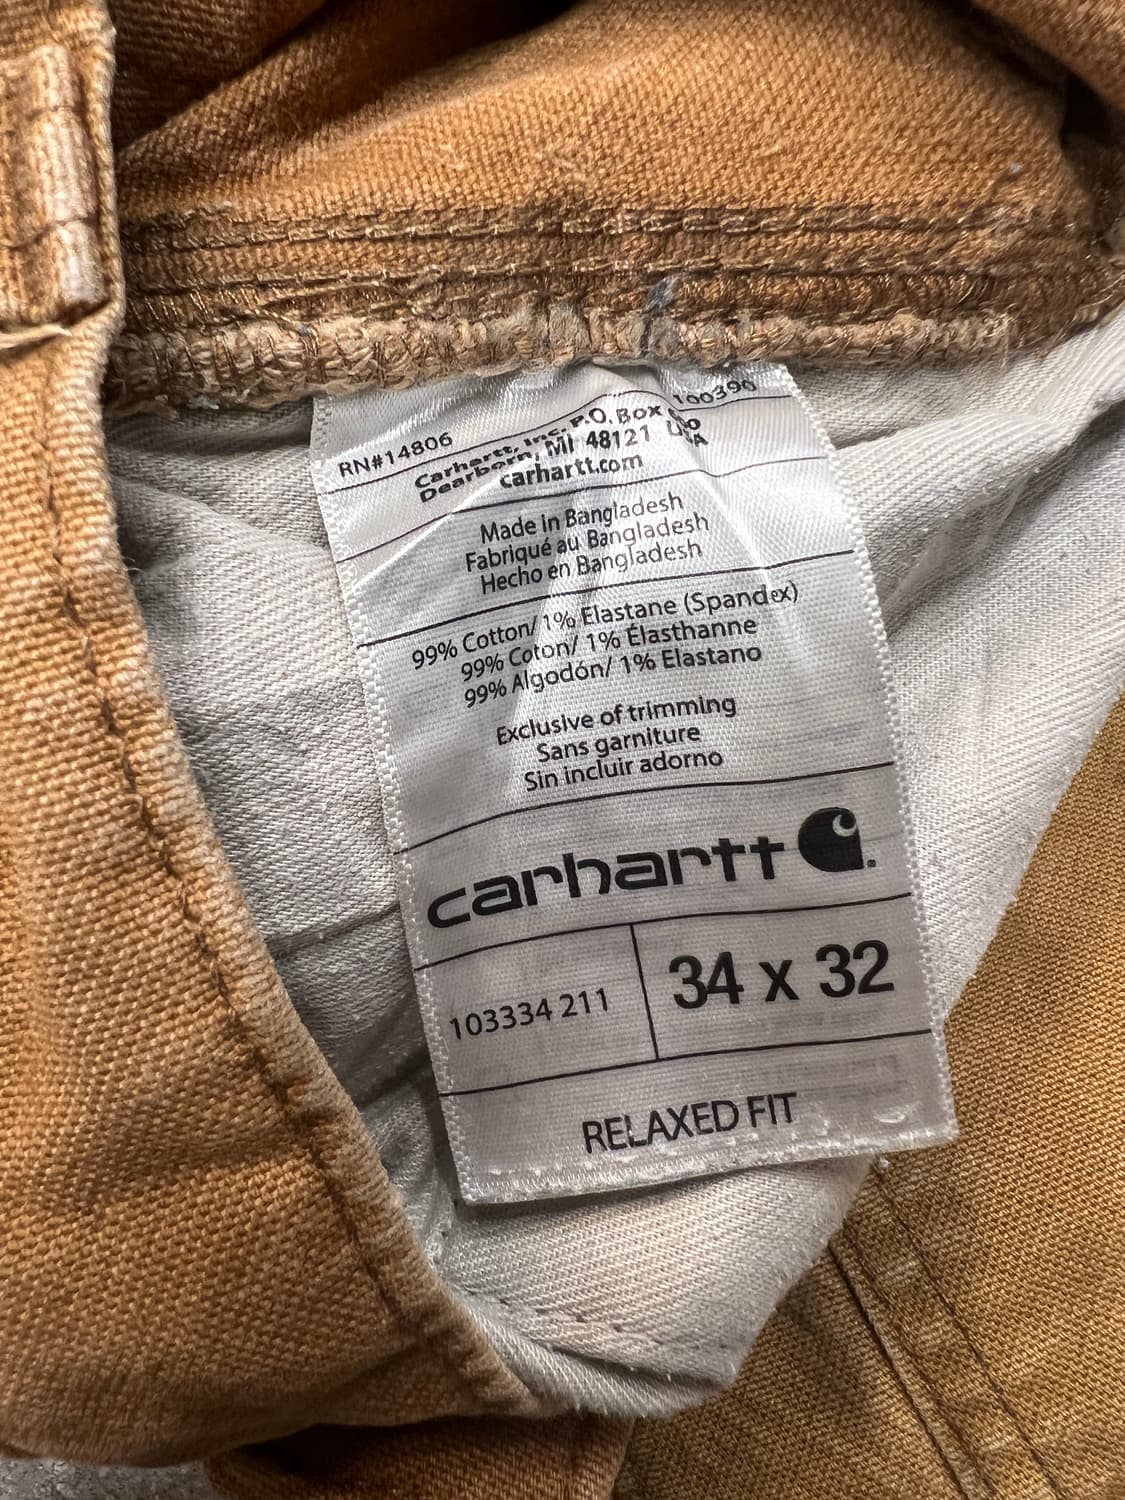 RN#14806 100390
Carhartt, Inc. P.O. Box
Dearborn, MI 48121 USA
carhartt.com
Made in Bangladesh
Fabriqué au Bangladesh
Hecho en Bangladesh
99% Cotton/ 1% Elastane (Spandex)
99% Coton/ 1% Élasthanne
99% Algodón/ 1% Elastano
Exclusive of trimming
Sans garniture
Sin incluir adorno
carhartt
103334 211
34 x 32
RELAXED FIT